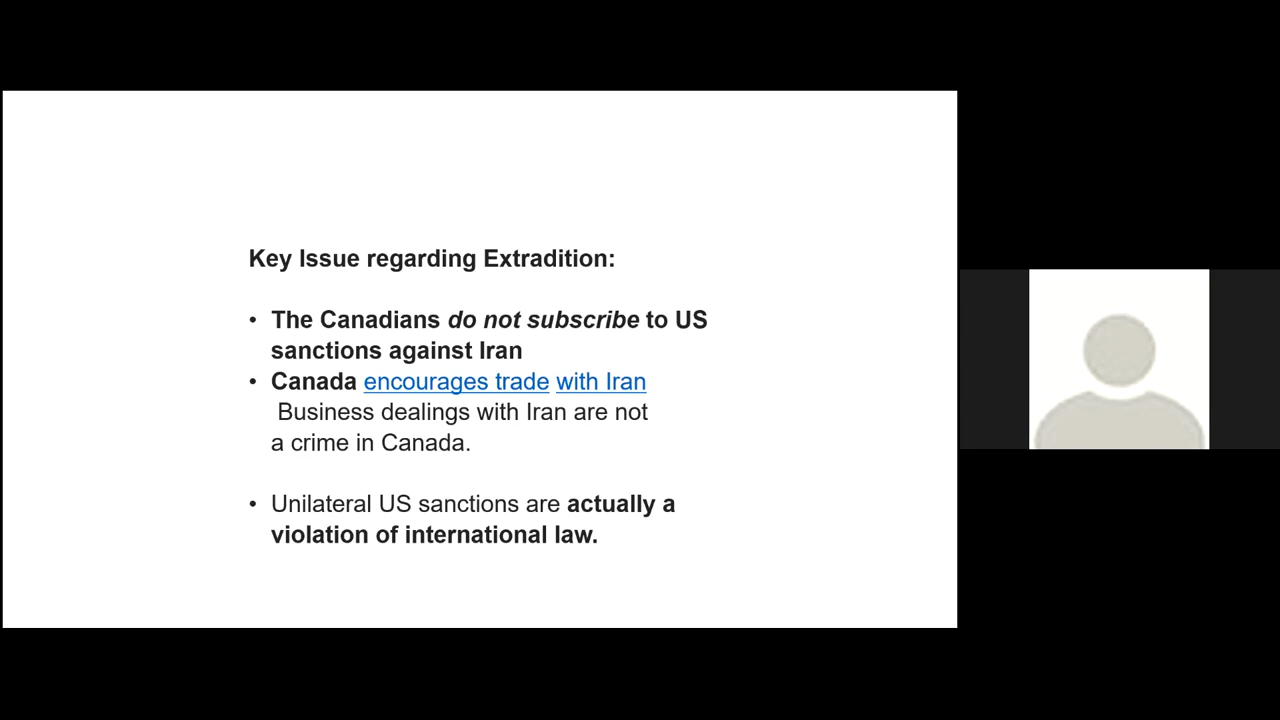 Key Issue regarding Extradition:
• The Canadians do not subscribe to US
sanctions against Iran
• Canada encourages trade with Iran
Business dealings with Iran are not
a crime in Canada.
• Unilateral US sanctions are actually a
violation of international law.